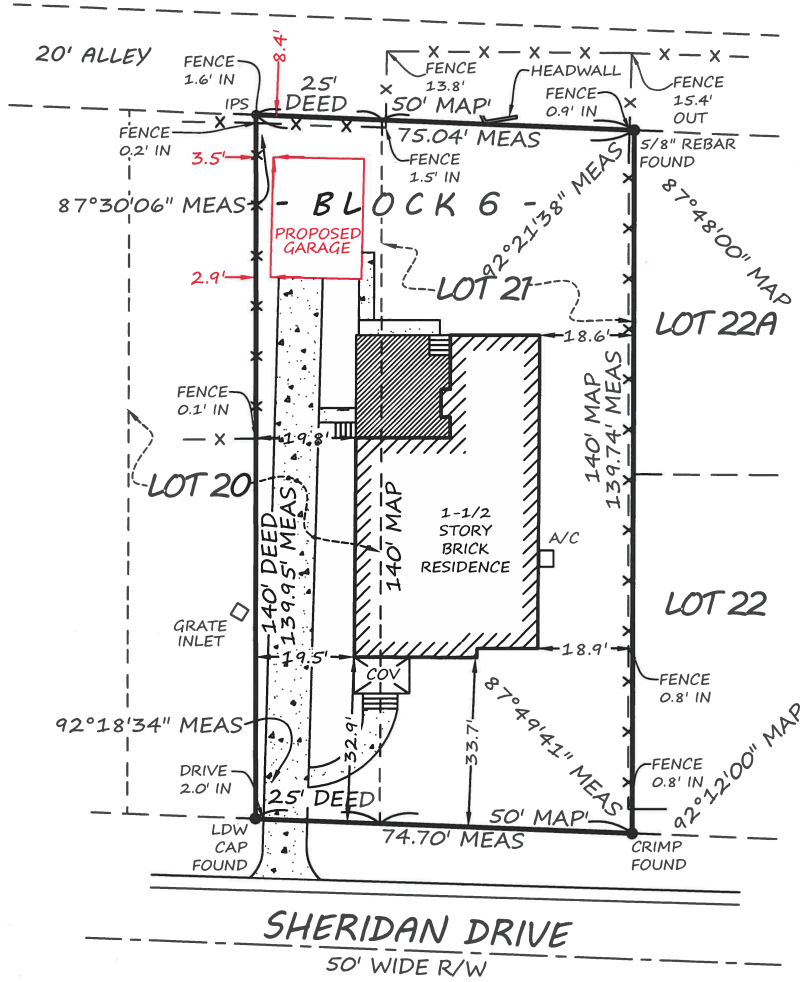 20' ALLEY
8.4'
FENCE
1.6' IN
25'
DEED
FENCE
13.8'
HEADWALL
FENCE
0.9' IN
FENCE
15.4'
OUT
IPS
50' MAP
75.04' MEAS
FENCE
0.2' IN
FENCE
1.5' IN
5/8" REBAR
FOUND
3.5'
87°30'06" MEAS
- BLOCK 6 -
92°21'38" MEAS
87°48'00" MAP
PROPOSED
GARAGE
2.9'
LOT 21
LOT 22A
18.6'
FENCE
0.1' IN
19.8'
140' MAP
139.74' MEAS
LOT 20
140' DEED
139.95' MEAS
140' MAP
1-1/2
STORY
BRICK
RESIDENCE
A/C
LOT 22
GRATE
INLET
19.5'
18.9'
COV
FENCE
0.8' IN
87°49'41" MEAS
92°18'34" MEAS
32.9'
33.7'
92°12'00" MAP
DRIVE
2.0' IN
FENCE
0.8' IN
25' DEED
50' MAP
74.70' MEAS
LDW
CAP
FOUND
CRIMP
FOUND
SHERIDAN DRIVE
50' WIDE R/W